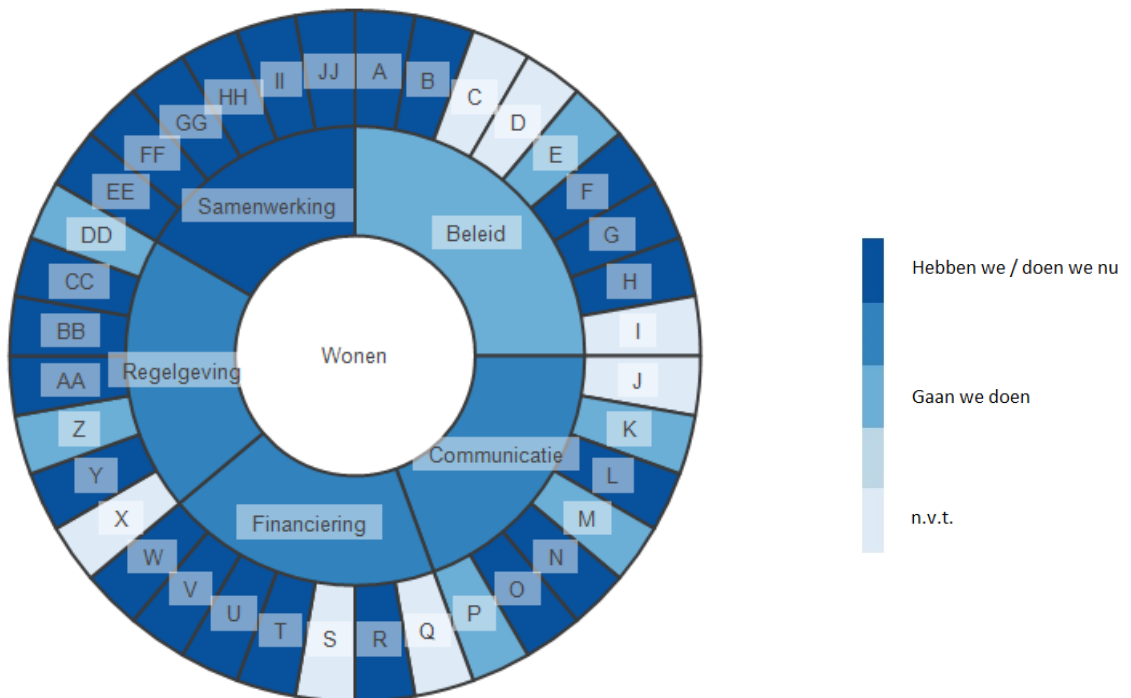 A
B
C
D
E
F
G
H
I
J
K
L
M
N
O
P
Q
R
S
T
U
V
W
X
Y
Z
AA
BB
CC
DD
EE
FF
GG
HH
II
JJ
Samenwerking
Beleid
Wonen
Regelgeving
Communicatie
Financiering
Hebben we / doen we nu
Gaan we doen
n.v.t.